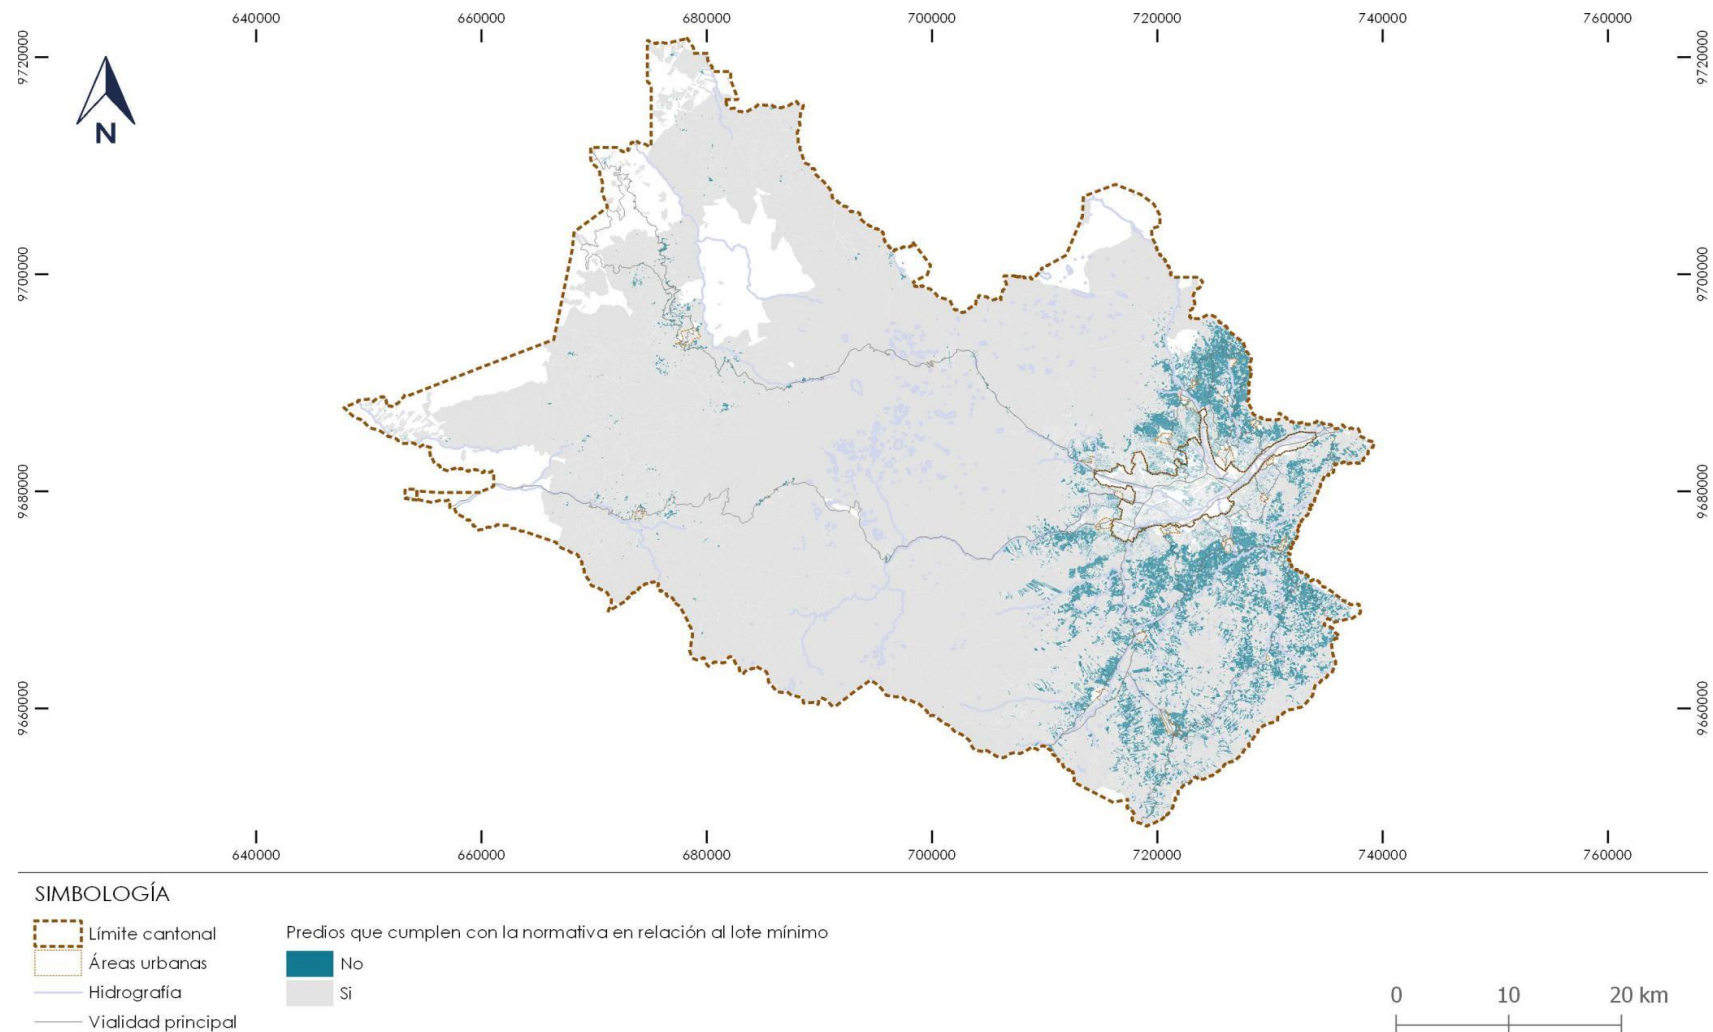 640000 660000 680000 700000 720000 740000 760000
9720000 9720000
N
9700000 9700000
9680000 9680000
9660000 9660000
640000 660000 680000 700000 720000 740000 760000
SIMBOLOGÍA
Límite cantonal
Áreas urbanas
Hidrografía
Vialidad principal
Predios que cumplen con la normativa en relación al lote mínimo
No
Si
0 10 20 km